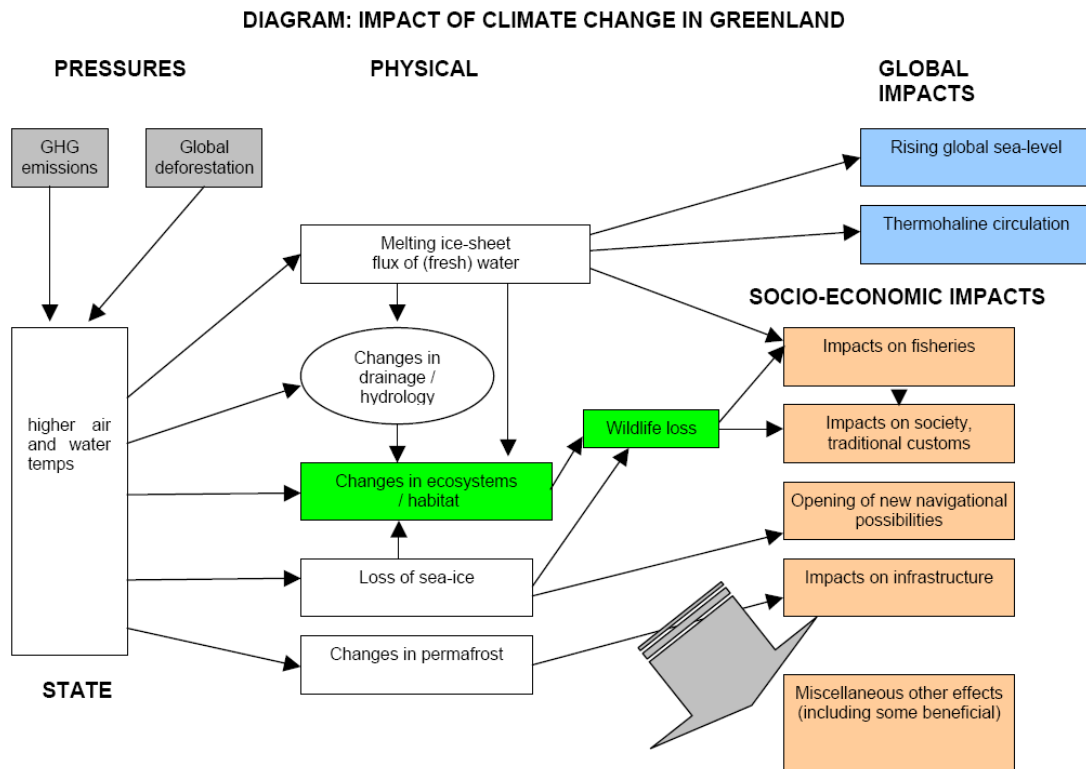 DIAGRAM: IMPACT OF CLIMATE CHANGE IN GREENLAND
PRESSURES
PHYSICAL
GLOBAL
IMPACTS
GHG
emissions
Global
deforestation
Rising global sea-level
Melting ice-sheet
flux of (fresh) water
Thermohaline circulation
SOCIO-ECONOMIC IMPACTS
Changes in
drainage /
hydrology
Impacts on fisheries
higher air
and water
temps
Wildlife loss
Impacts on society,
traditional customs
Changes in ecosystems
/ habitat
Opening of new navigational
possibilities
Loss of sea-ice
Impacts on infrastructure
Changes in permafrost
STATE
Miscellaneous other effects
(including some beneficial)